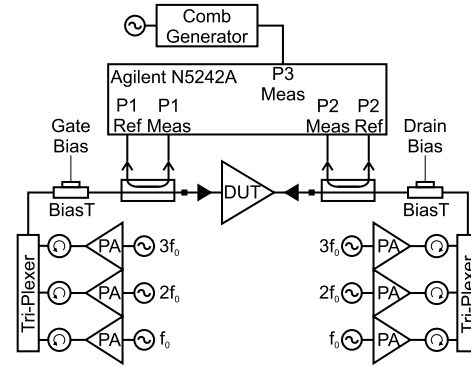 Comb
Generator
Agilent N5242A
P3
Meas
P1
Ref
P1
Meas
P2
Meas
P2
Ref
Gate
Bias
Drain
Bias
BiasT
DUT
BiasT
Tri-Plexer
PA
3f₀
PA
2f₀
PA
f₀
3f₀
PA
2f₀
PA
f₀
PA
Tri-Plexer